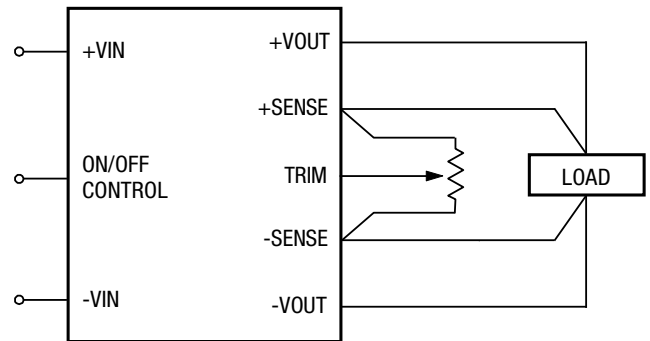 +VIN
ON/OFF
CONTROL
-VIN
+VOUT
+SENSE
TRIM
-SENSE
-VOUT
LOAD